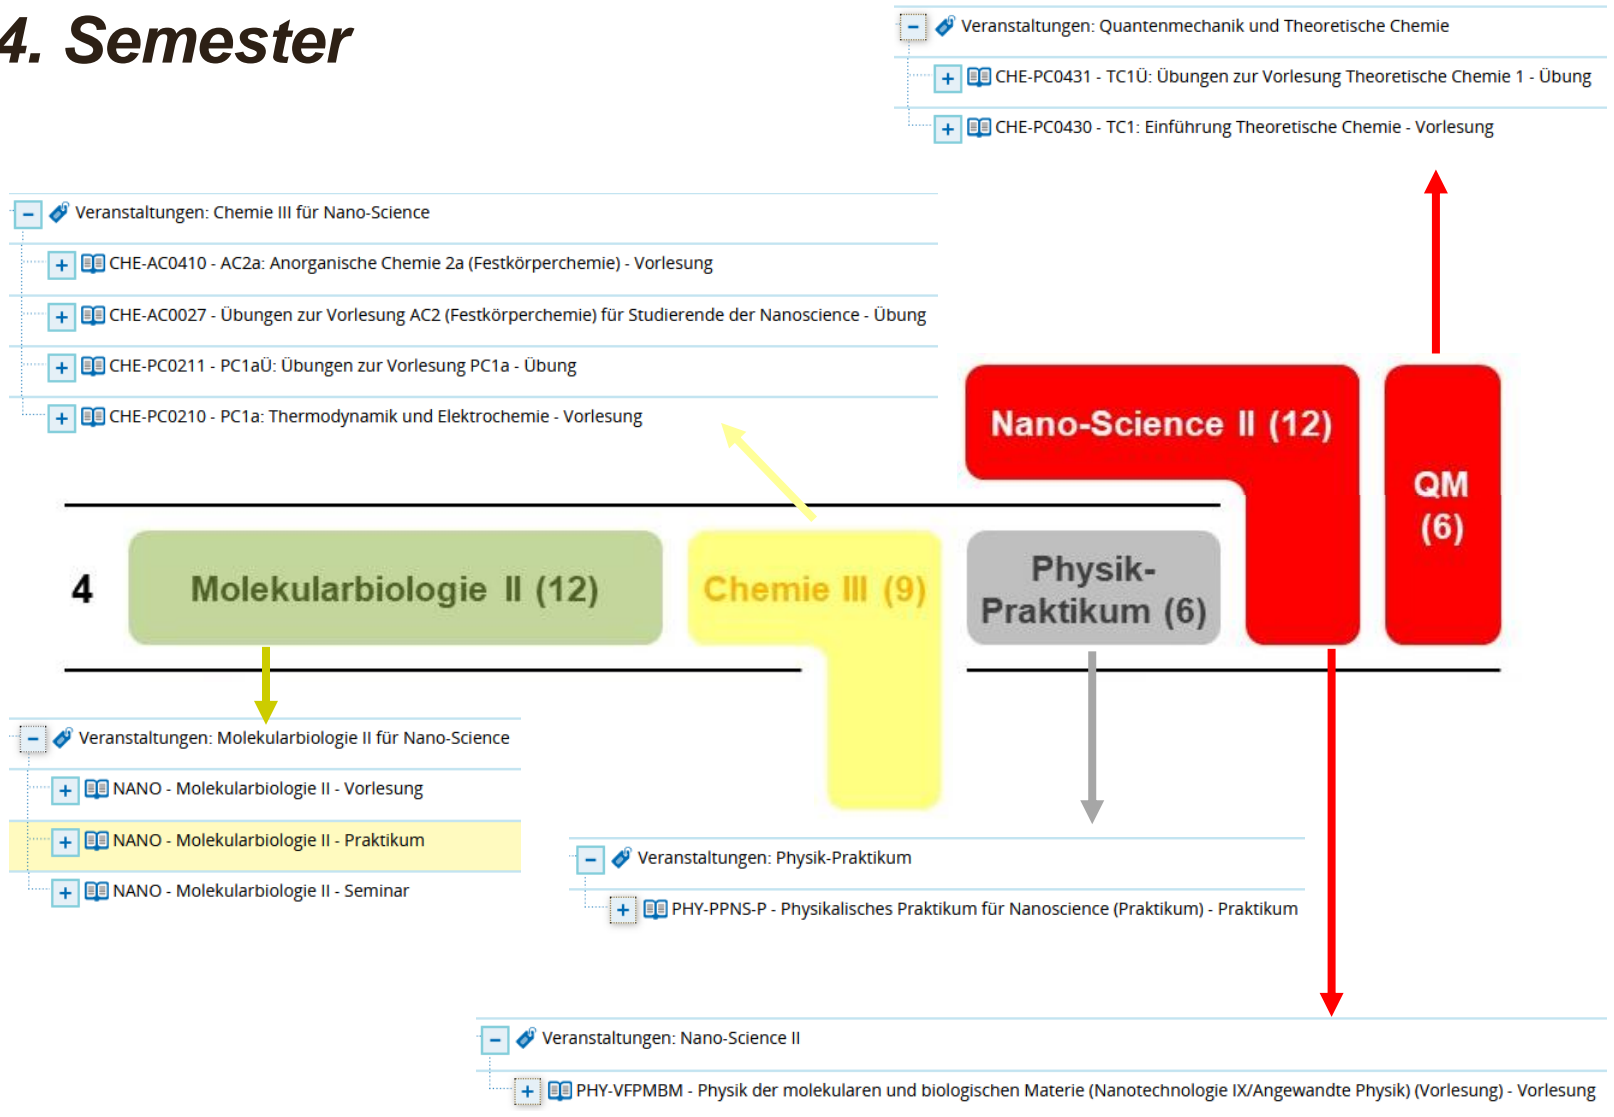 4. Semester
Veranstaltungen: Quantenmechanik und Theoretische Chemie
CHE-PC0431 - TC1Ü: Übungen zur Vorlesung Theoretische Chemie 1 - Übung
CHE-PC0430 - TC1: Einführung Theoretische Chemie - Vorlesung
Veranstaltungen: Chemie III für Nano-Science
CHE-AC0410 - AC2a: Anorganische Chemie 2a (Festkörperchemie) - Vorlesung
CHE-AC0027 - Übungen zur Vorlesung AC2 (Festkörperchemie) für Studierende der Nanoscience - Übung
CHE-PC0211 - PC1aÜ: Übungen zur Vorlesung PC1a - Übung
CHE-PC0210 - PC1a: Thermodynamik und Elektrochemie - Vorlesung
Nano-Science II (12)
QM
(6)
4
Molekularbiologie II (12)
Chemie III (9)
Physik-
Praktikum (6)
Veranstaltungen: Molekularbiologie II für Nano-Science
NANO - Molekularbiologie II - Vorlesung
NANO - Molekularbiologie II - Praktikum
NANO - Molekularbiologie II - Seminar
Veranstaltungen: Physik-Praktikum
PHY-PPNS-P - Physikalisches Praktikum für Nanoscience (Praktikum) - Praktikum
Veranstaltungen: Nano-Science II
PHY-VFPMBM - Physik der molekularen und biologischen Materie (Nanotechnologie IX/Angewandte Physik) (Vorlesung) - Vorlesung